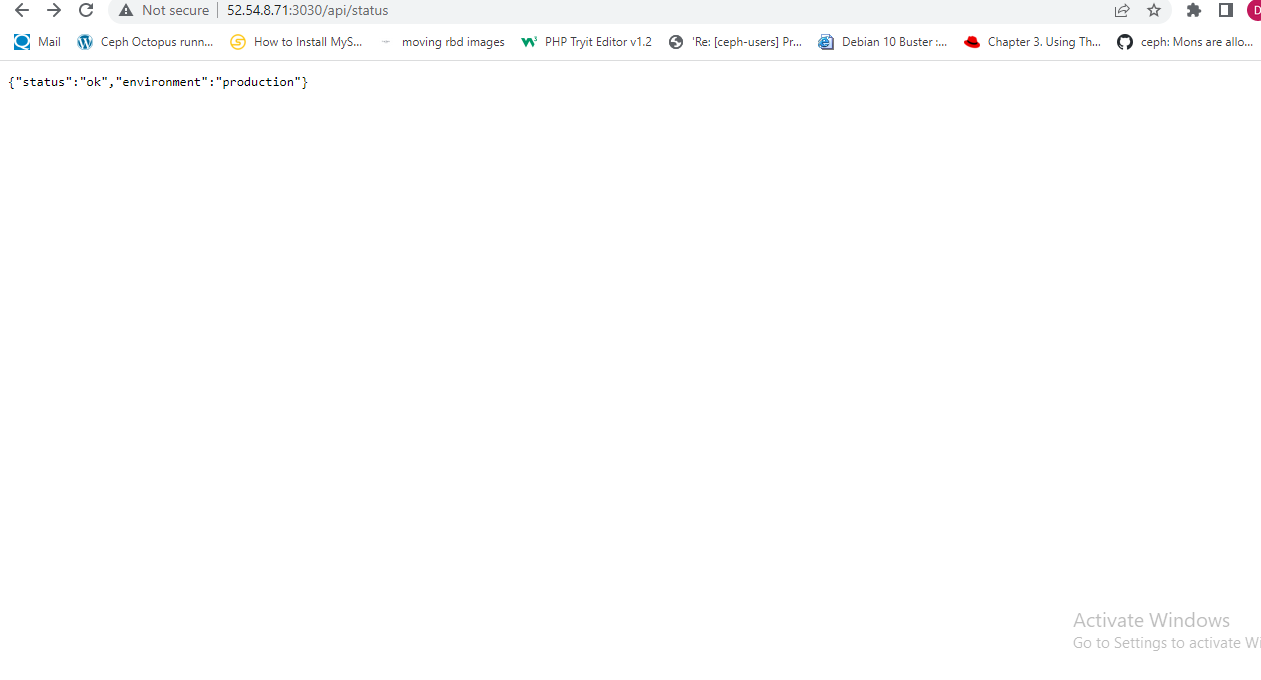 Not secure | 52.54.8.71:3030/api/status D
Mail Ceph Octopus runn... How to Install MyS... moving rbd images PHP Tryit Editor v1.2 'Re: [ceph-users] Pr... Debian 10 Buster :... Chapter 3. Using Th... ceph: Mons are allo...
{"status":"ok","environment":"production"}
Activate Windows
Go to Settings to activate Wi